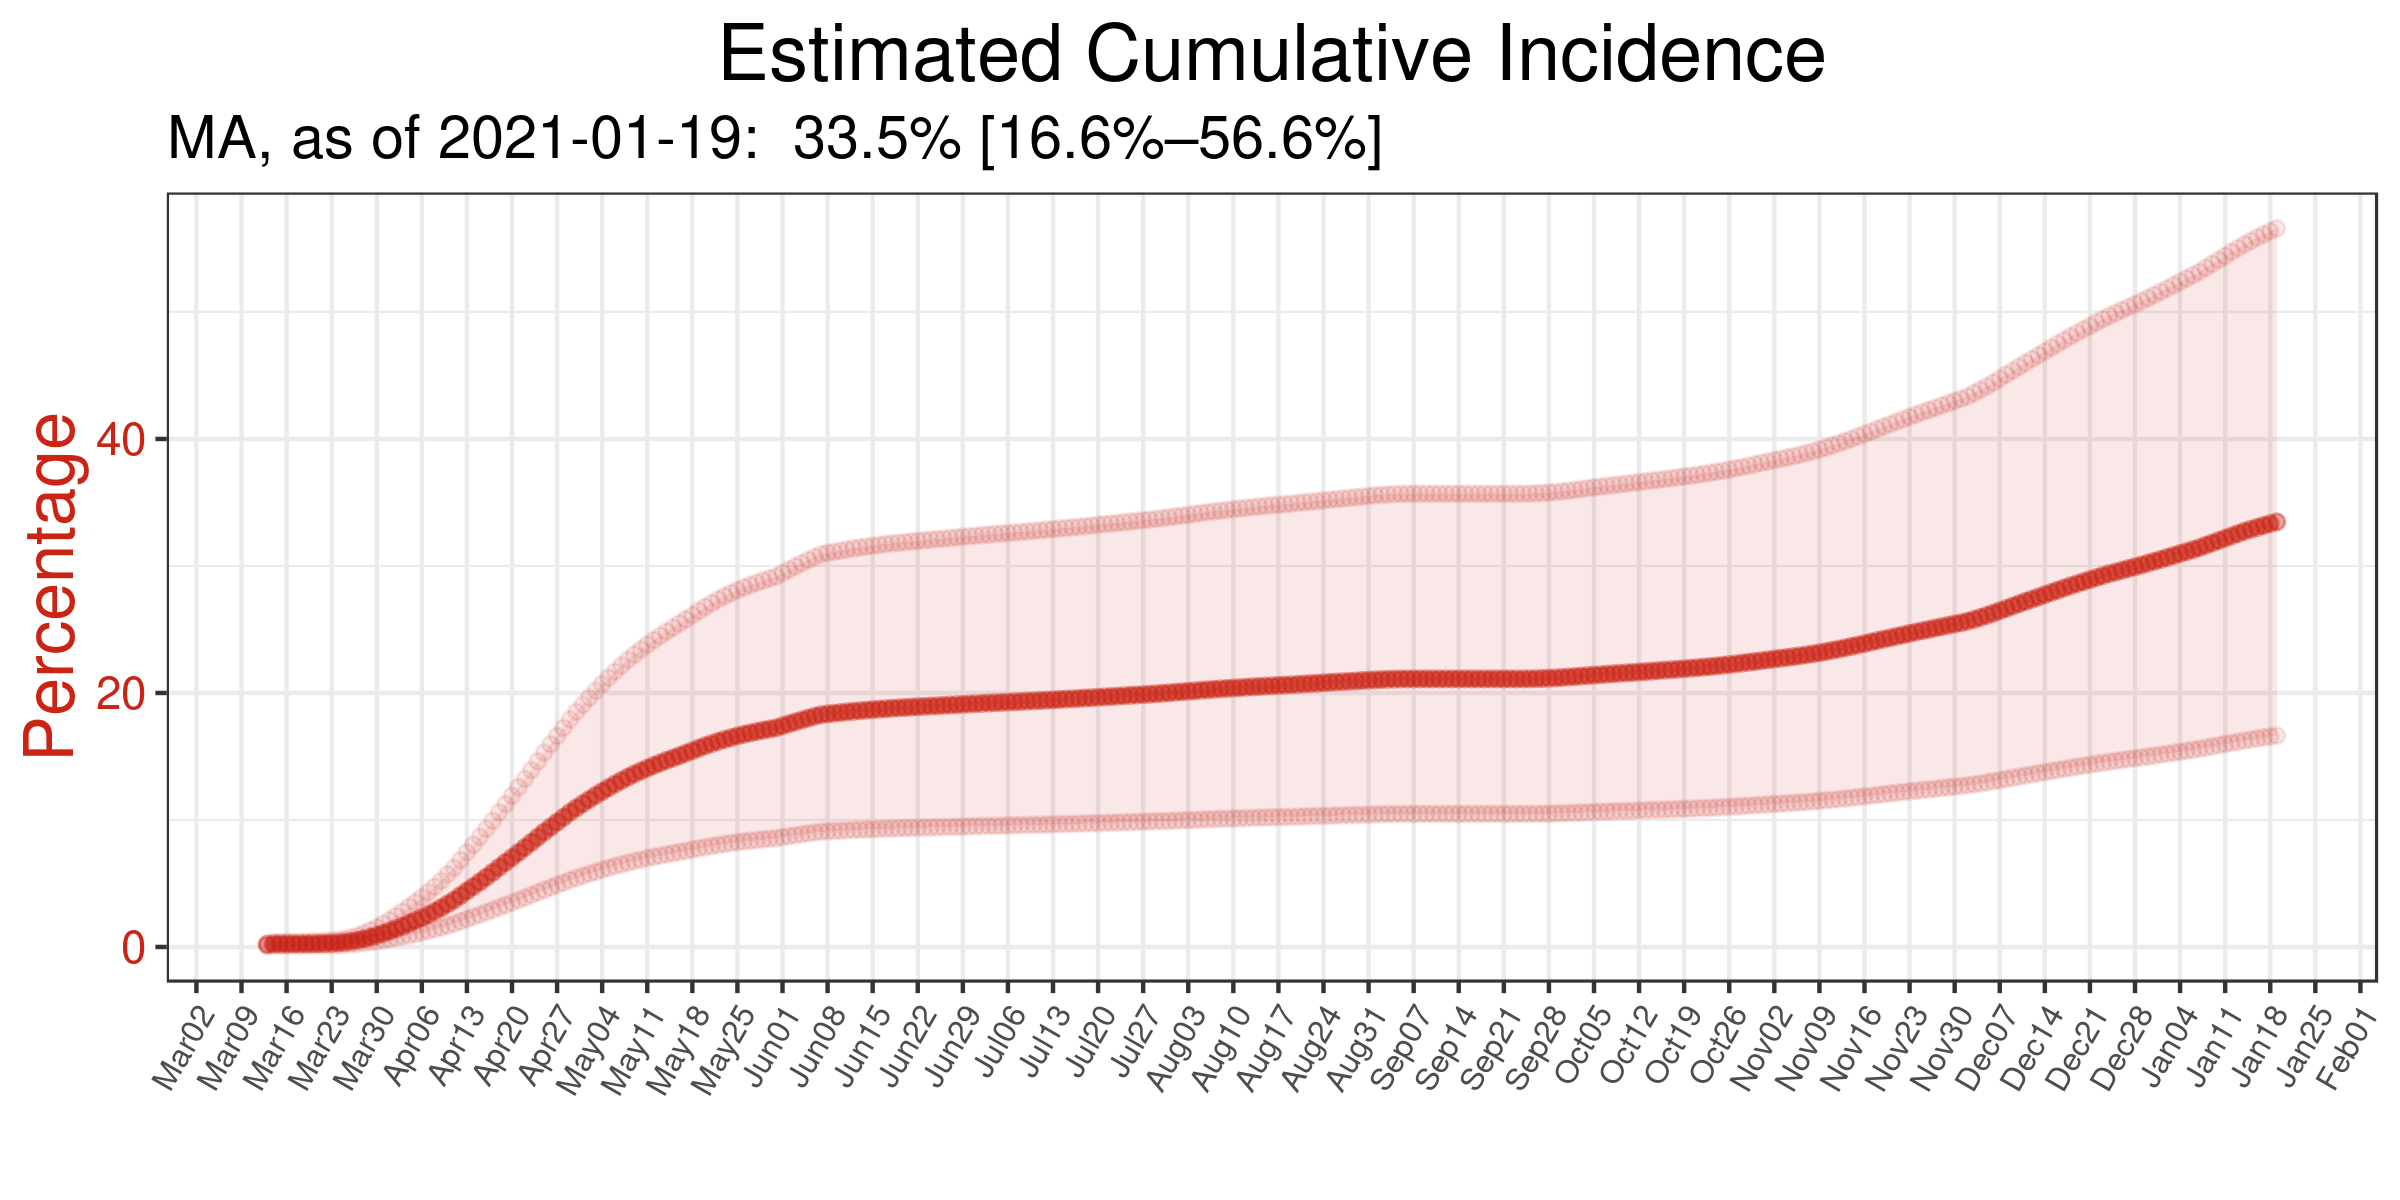 Estimated Cumulative Incidence
MA, as of 2021-01-19:  33.5% [16.6%–56.6%]
Percentage
40
20
0
Mar02
Mar09
Mar16
Mar23
Mar30
Apr06
Apr13
Apr20
Apr27
May04
May11
May18
May25
Jun01
Jun08
Jun15
Jun22
Jun29
Jul06
Jul13
Jul20
Jul27
Aug03
Aug10
Aug17
Aug24
Aug31
Sep07
Sep14
Sep21
Sep28
Oct05
Oct12
Oct19
Oct26
Nov02
Nov09
Nov16
Nov23
Nov30
Dec07
Dec14
Dec21
Dec28
Jan04
Jan11
Jan18
Jan25
Feb01